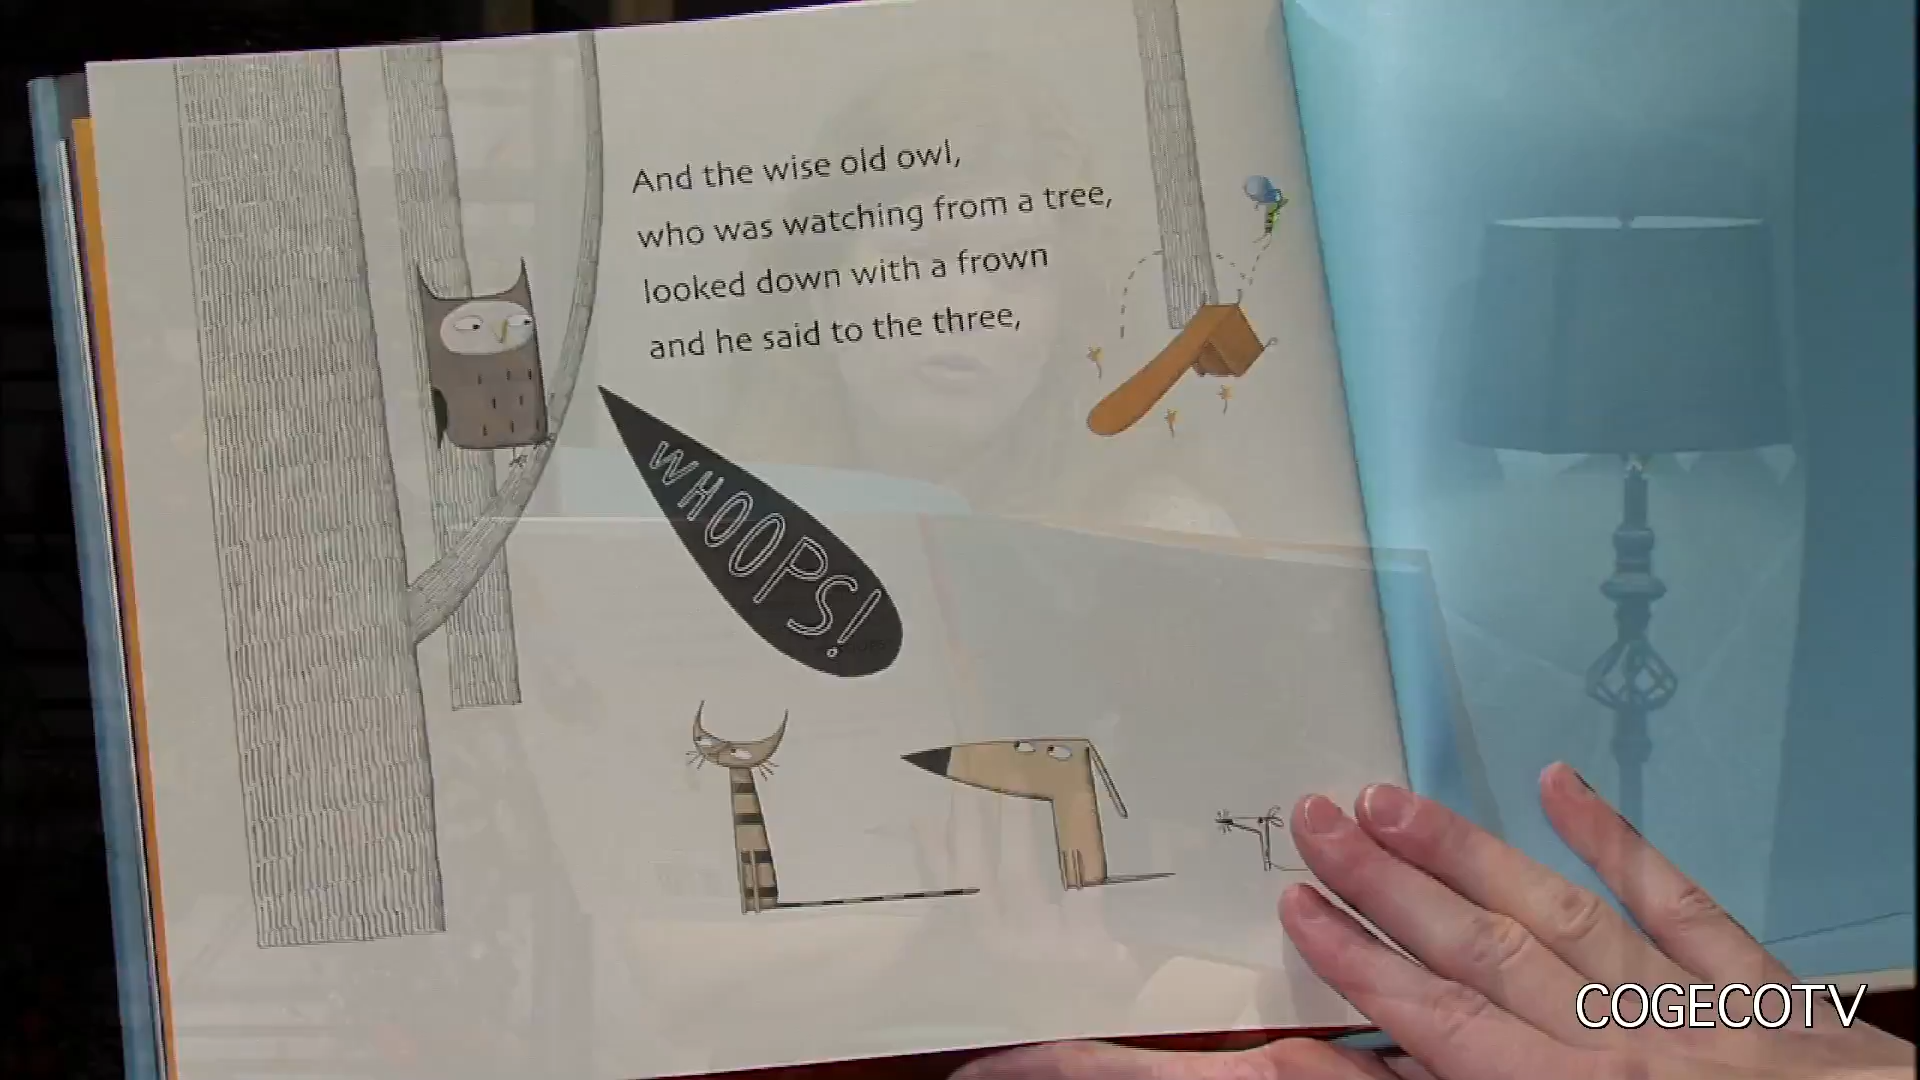 And the wise old owl,
who was watching from a tree,
looked down with a frown
and he said to the three,
WHOOPS!
COGECOTV